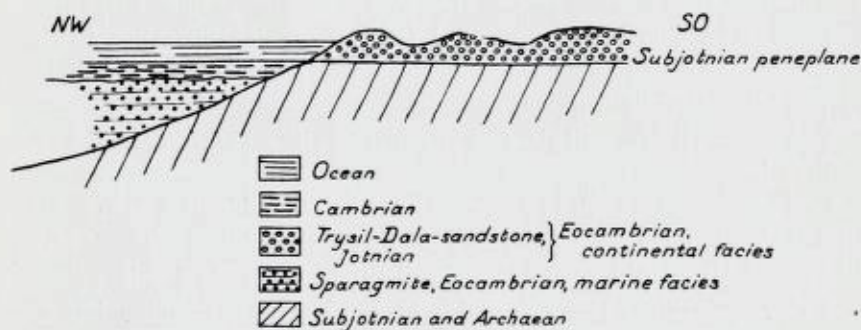 NW
SO
Subjotnian peneplane
Ocean
Cambrian
Trysil-Dala-sandstone, } Eocambrian,
Jotnian continental facies
Sparagmite, Eocambrian, marine facies
Subjotnian and Archaean